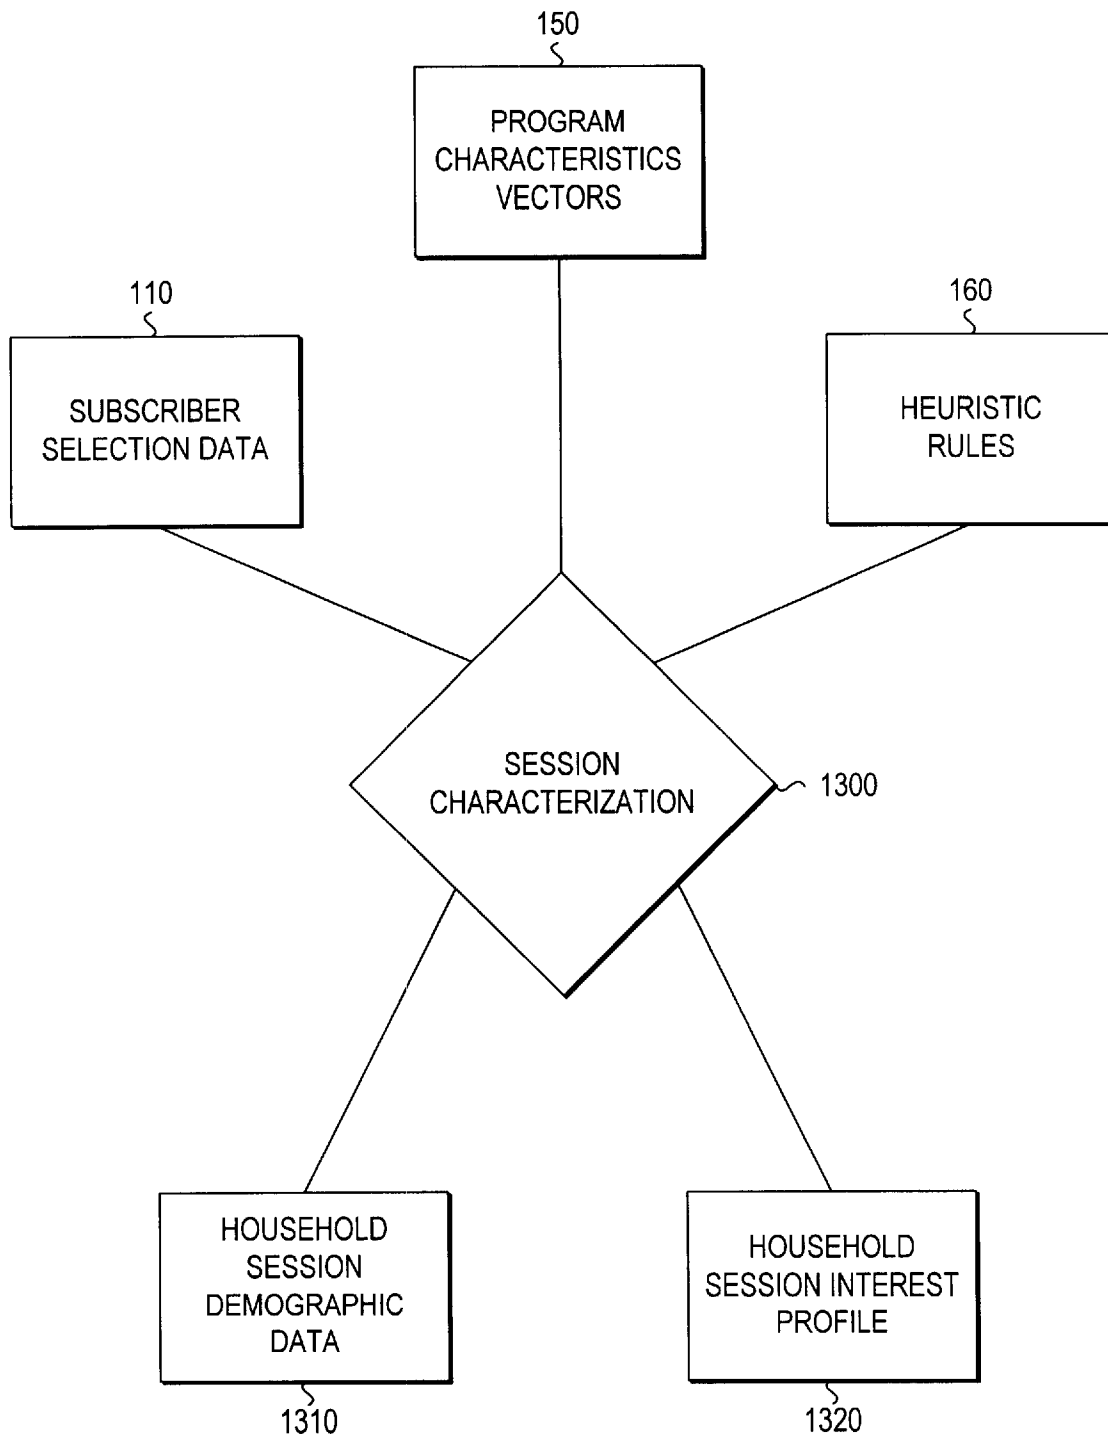 150
PROGRAM
CHARACTERISTICS
VECTORS
110
SUBSCRIBER
SELECTION DATA
160
HEURISTIC
RULES
SESSION
CHARACTERIZATION
1300
HOUSEHOLD
SESSION
DEMOGRAPHIC
DATA
1310
HOUSEHOLD
SESSION INTEREST
PROFILE
1320